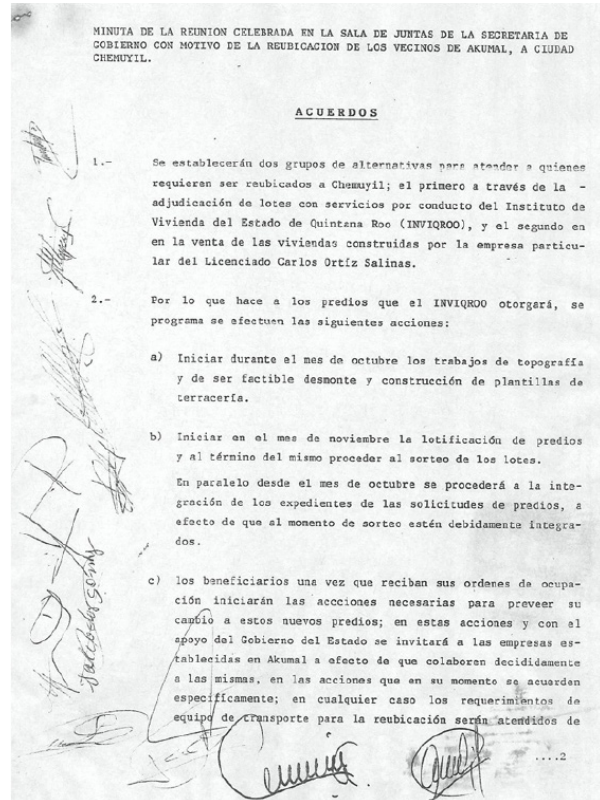 MINUTA DE LA REUNION CELEBRADA EN LA SALA DE JUNTAS DE LA SECRETARIA DE
GOBIERNO CON MOTIVO DE LA REUBICACION DE LOS VECINOS DE AKUMAL, A CIUDAD
CHEMUYIL.
ACUERDOS
1.- Se establecerán dos grupos de alternativas para atender a quienes
requieren ser reubicados a Chemuyil; el primero a través de la -
adjudicación de lotes con servicios por conducto del Instituto de
Vivienda del Estado de Quintana Roo (INVIQROO), y el segundo en
en la venta de las viviendas construidas por la empresa particu-
lar del Licenciado Carlos Ortíz Salinas.
2.- Por lo que hace a los predios que el INVIQROO otorgará, se
programa se efectuen las siguientes acciones:
a) Iniciar durante el mes de octubre los trabajos de topografía
y de ser factible desmonte y construcción de plantillas de
terracería.
b) Iniciar en el mes de noviembre la lotificación de predios
y al término del mismo proceder al sorteo de los lotes.
En paralelo desde el mes de octubre se procederá a la inte-
gración de los expedientes de las solicitudes de predios, a
efecto de que al momento de sorteo estén debidamente integra-
dos.
c) los beneficiarios una vez que reciban sus ordenes de ocupa-
ción iniciarán las accciones necesarias para preveer su
cambio a estos nuevos predios; en estas acciones y con el
apoyo del Gobierno del Estado se invitará a las empresas es-
tablecidas en Akumal a efecto de que colaboren decididamente
a las mismas, en las acciones que en su momento se acuerden
específicamente; en cualquier caso los requerimientos de
equipo de transporte para la reubicación serán atendidos de
....2